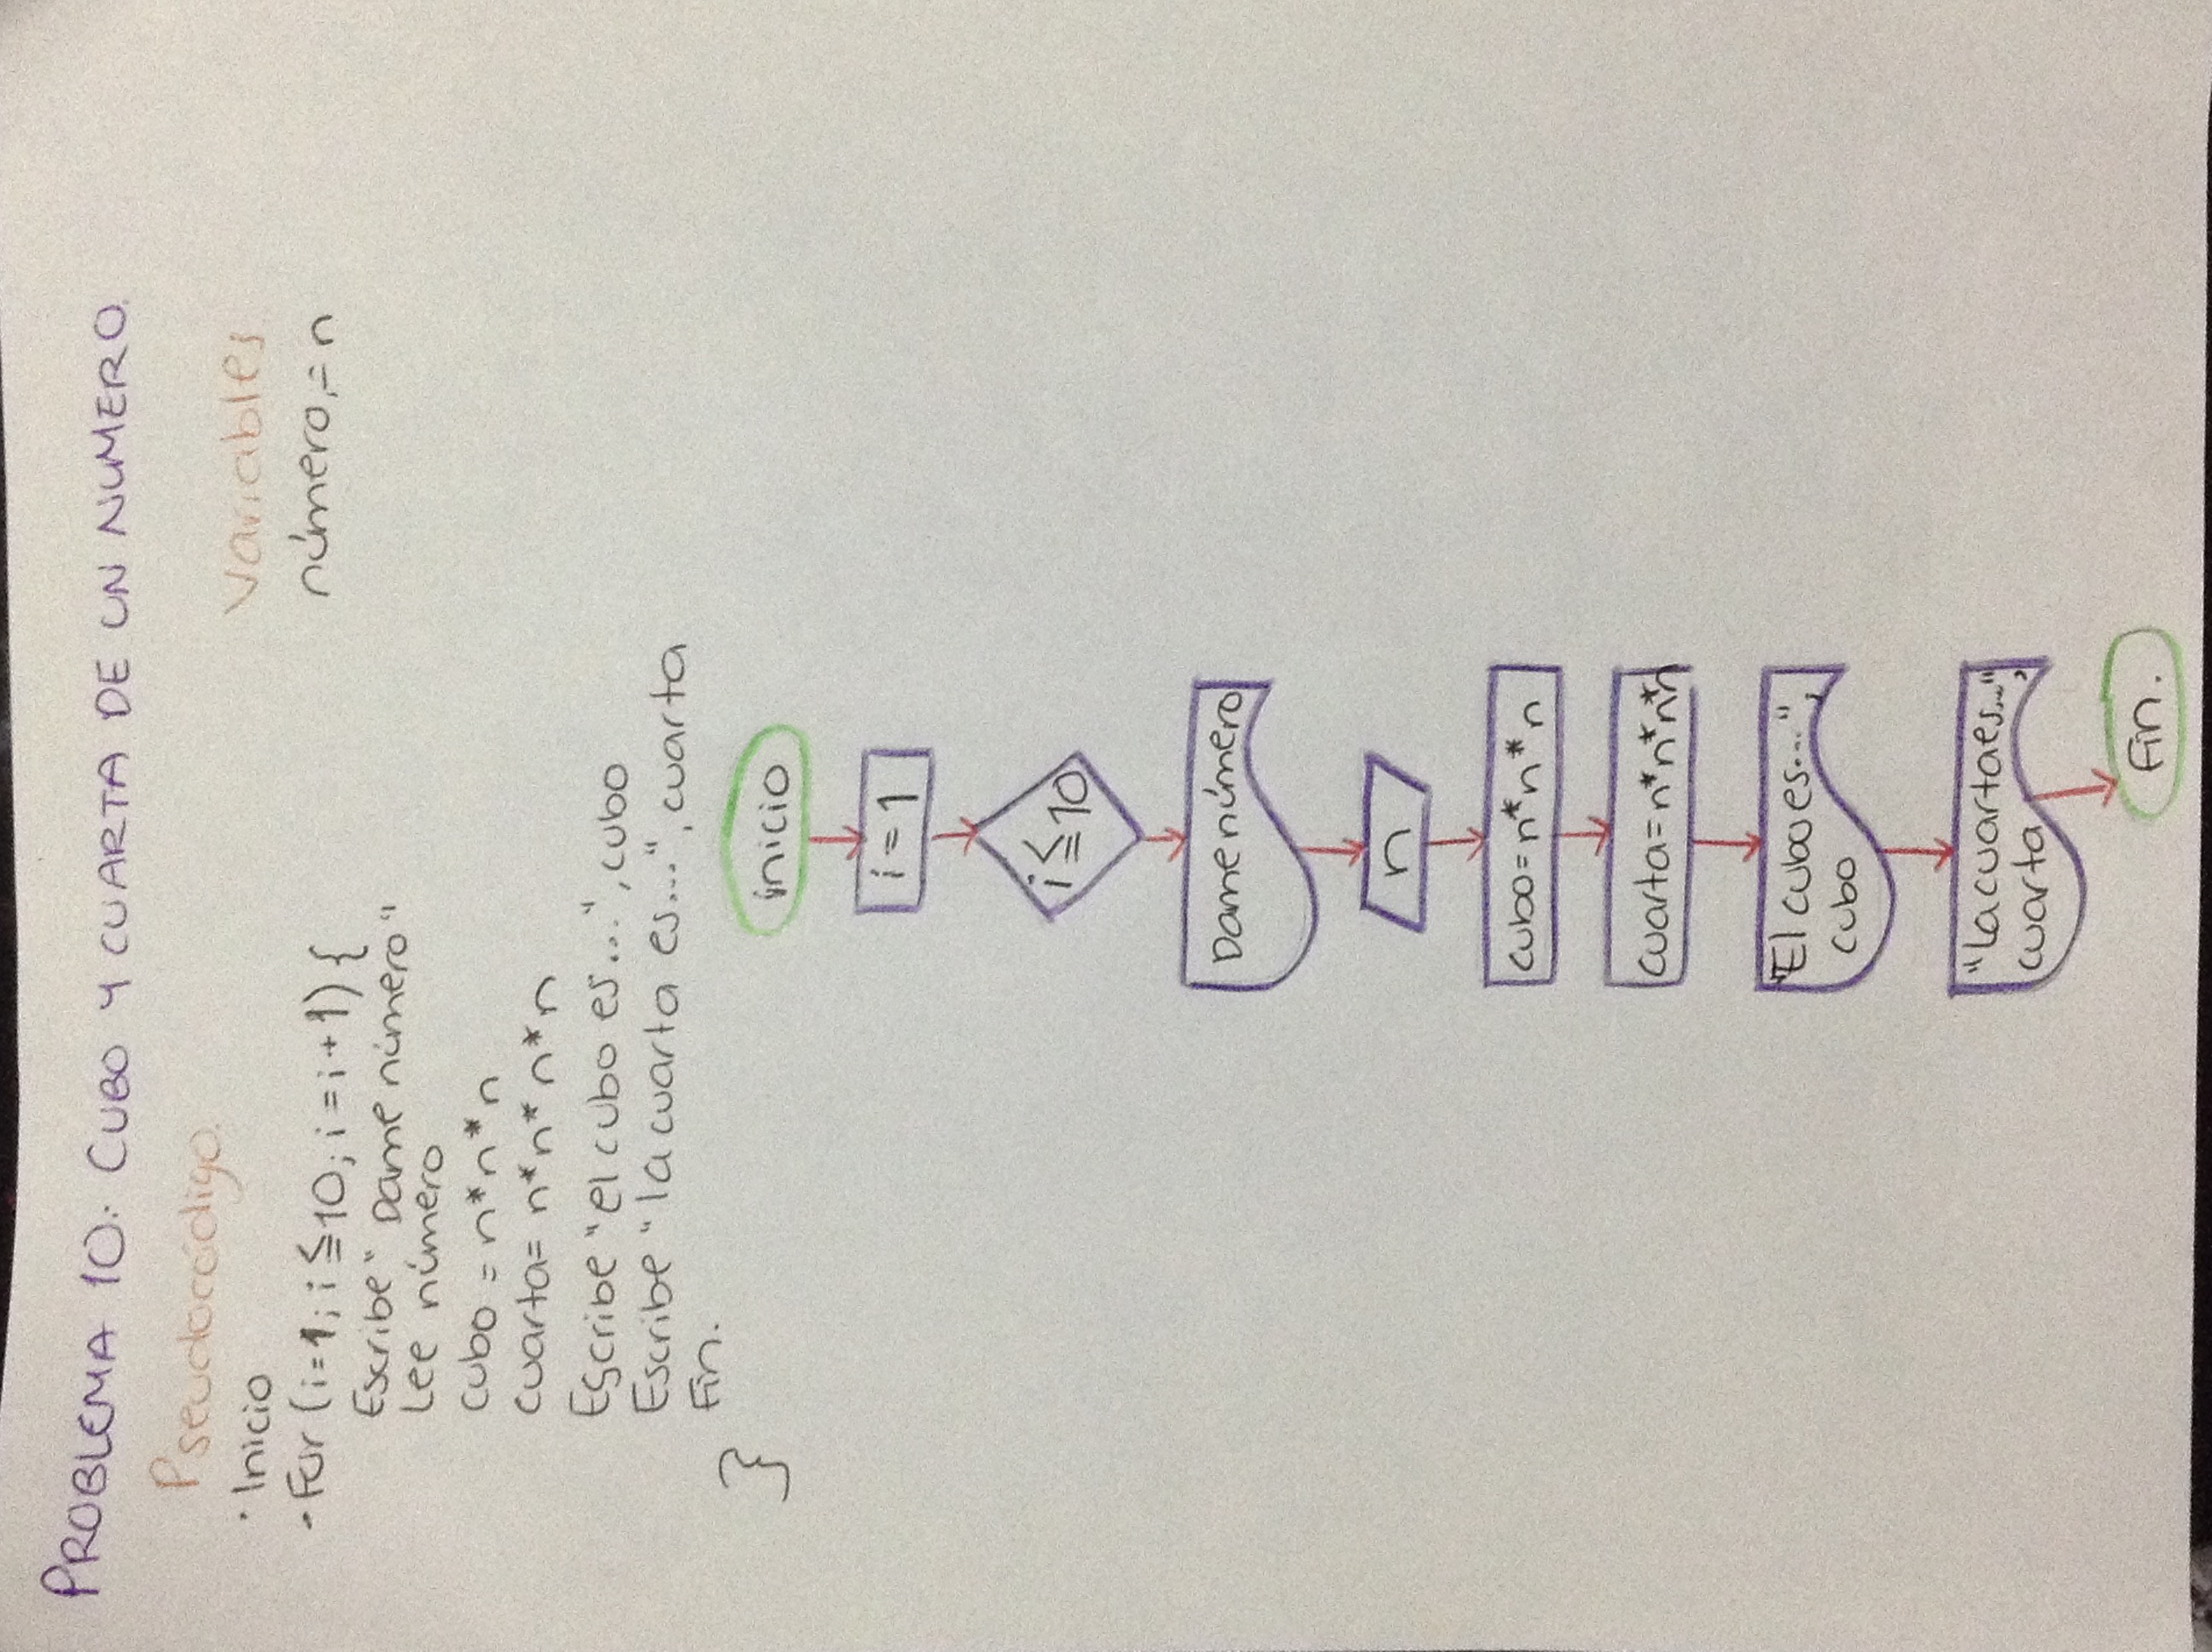 PROBLEMA 10: CUBO Y CUARTA DE UN NUMERO.
Pseudocódigo.
· Inicio
- For (i=1; i ≦ 10; i = i + 1) {
Escribe " Dame número"
Lee número
cubo = n*n*n
cuarta= n*n* n*n
Escribe "el cubo es...", cubo
Escribe "la cuarta es...", cuarta
Fin.
}
Variables
número,= n
inicio
i = 1
i ≦ 10
Dame número
n
cubo=n*n*n
cuarta=n*n*n*n
"El cubo es...",
cubo
"La cuarta es...",
cuarta
Fin.